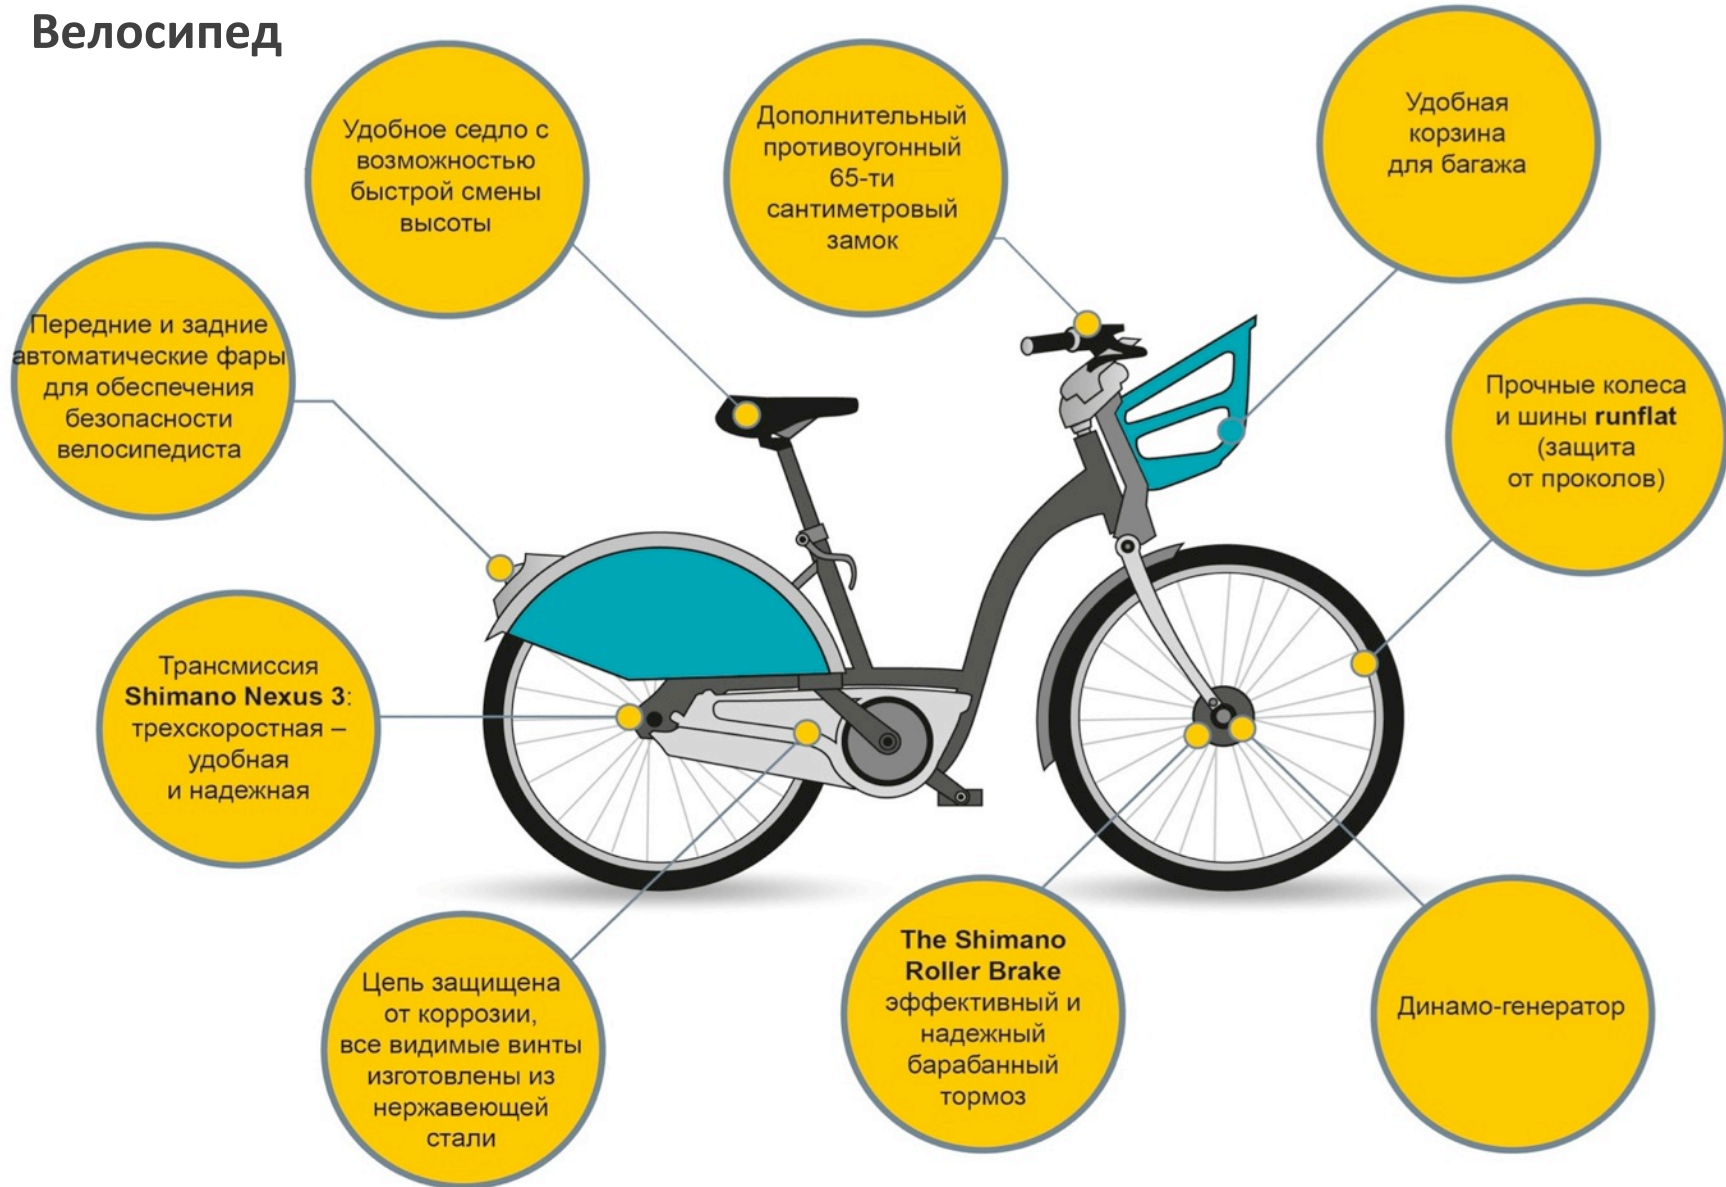 Велосипед
Удобное седло с
возможностью
быстрой смены
высоты
Дополнительный
противоугонный
65-ти
сантиметровый
замок
Удобная
корзина
для багажа
Передние и задние
автоматические фары
для обеспечения
безопасности
велосипедиста
Прочные колеса
и шины runflat
(защита
от проколов)
Трансмиссия
Shimano Nexus 3:
трехскоростная –
удобная
и надежная
Цепь защищена
от коррозии,
все видимые винты
изготовлены из
нержавеющей
стали
The Shimano
Roller Brake
эффективный и
надежный
барабанный
тормоз
Динамо-генератор